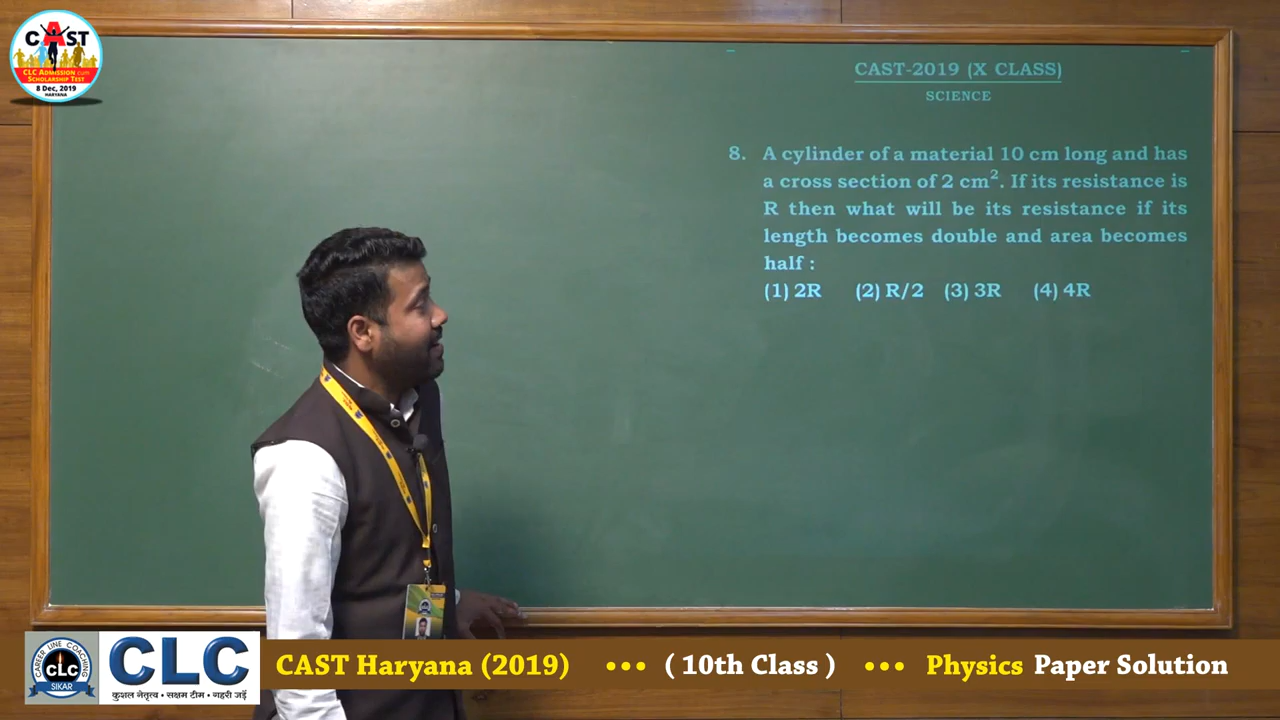 CAST
CLC ADMISSION CUM
SCHOLARSHIP TEST
8 Dec, 2019
HARYANA
CAST-2019 (X CLASS)
SCIENCE
8. A cylinder of a material 10 cm long and has
a cross section of 2 cm². If its resistance is
R then what will be its resistance if its
length becomes double and area becomes
half :
(1) 2R (2) R/2 (3) 3R (4) 4R
CAREER LINE COACHING
CLC
SIKAR
CLC
कुशल नेतृत्व • सक्षम टीम • गहरी जड़ें
CAST Haryana (2019) ••• ( 10th Class ) ••• Physics Paper Solution